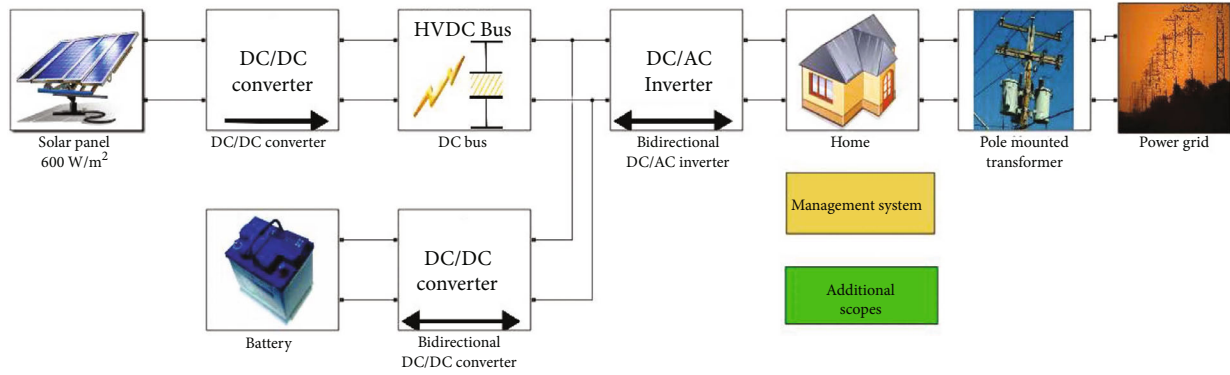 Solar panel
600 W/m²
DC/DC
converter
DC/DC converter
HVDC Bus
DC bus
DC/AC
Inverter
Bidirectional
DC/AC inverter
Home
Pole mounted
transformer
Power grid
Management system
Additional
scopes
Battery
DC/DC
converter
Bidirectional
DC/DC converter